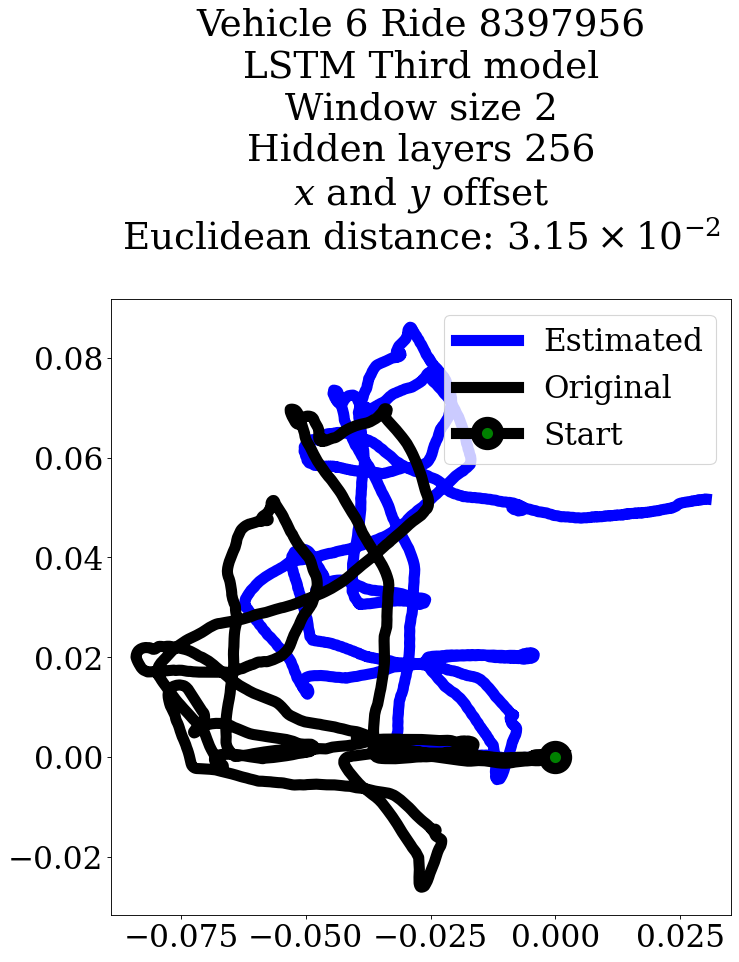 Vehicle 6 Ride 8397956
LSTM Third model
Window size 2
Hidden layers 256
x and y offset
Euclidean distance: 3.15 × 10⁻²
Estimated
Original
Start
0.08
0.06
0.04
0.02
0.00
−0.02
−0.075 −0.050 −0.025 0.000 0.025